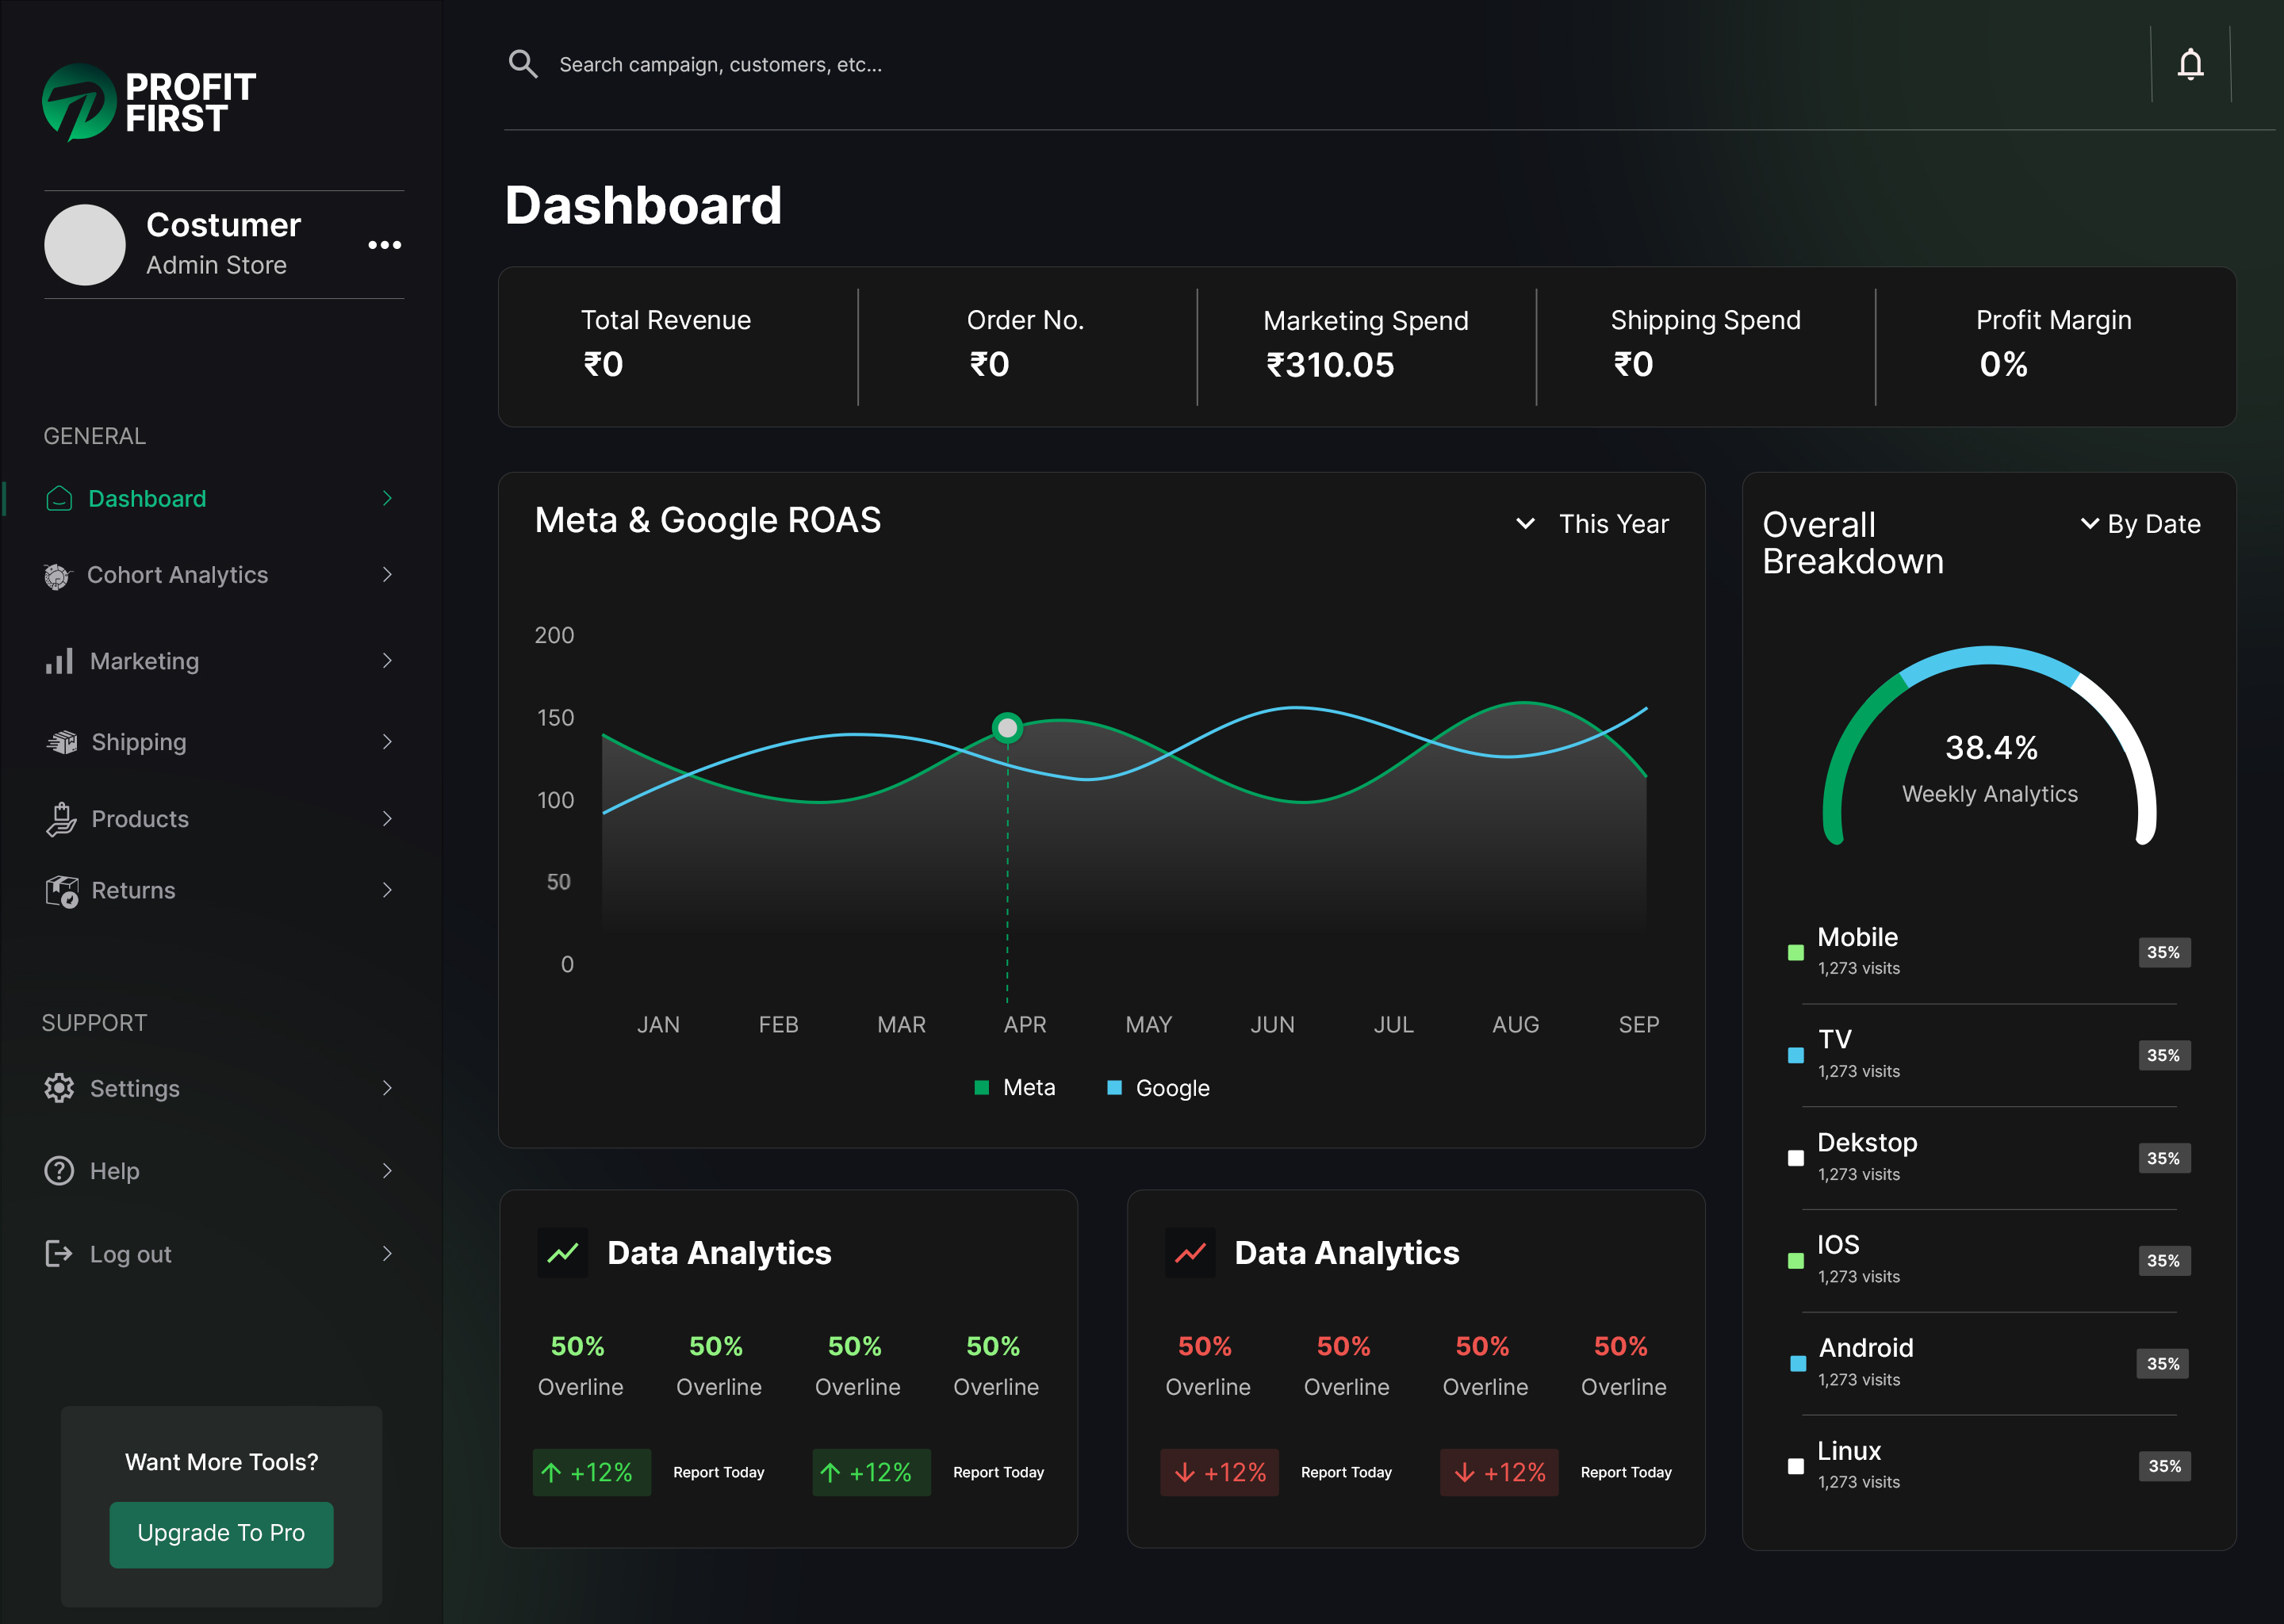 PROFIT
FIRST
Search campaign, customers, etc...
Costumer
Admin Store
GENERAL
Dashboard
Cohort Analytics
Marketing
Shipping
Products
Returns
SUPPORT
Settings
Help
Log out
Want More Tools?
Upgrade To Pro
Dashboard
Total Revenue
₹0
Order No.
₹0
Marketing Spend
₹310.05
Shipping Spend
₹0
Profit Margin
0%
Meta & Google ROAS
This Year
200
150
100
50
0
JAN FEB MAR APR MAY JUN JUL AUG SEP
Meta Google
Overall
Breakdown
By Date
38.4%
Weekly Analytics
Mobile
1,273 visits
35%
TV
1,273 visits
35%
Dekstop
1,273 visits
35%
IOS
1,273 visits
35%
Android
1,273 visits
35%
Linux
1,273 visits
35%
Data Analytics
50% 50% 50% 50%
Overline Overline Overline Overline
+12% Report Today +12% Report Today
Data Analytics
50% 50% 50% 50%
Overline Overline Overline Overline
+12% Report Today +12% Report Today